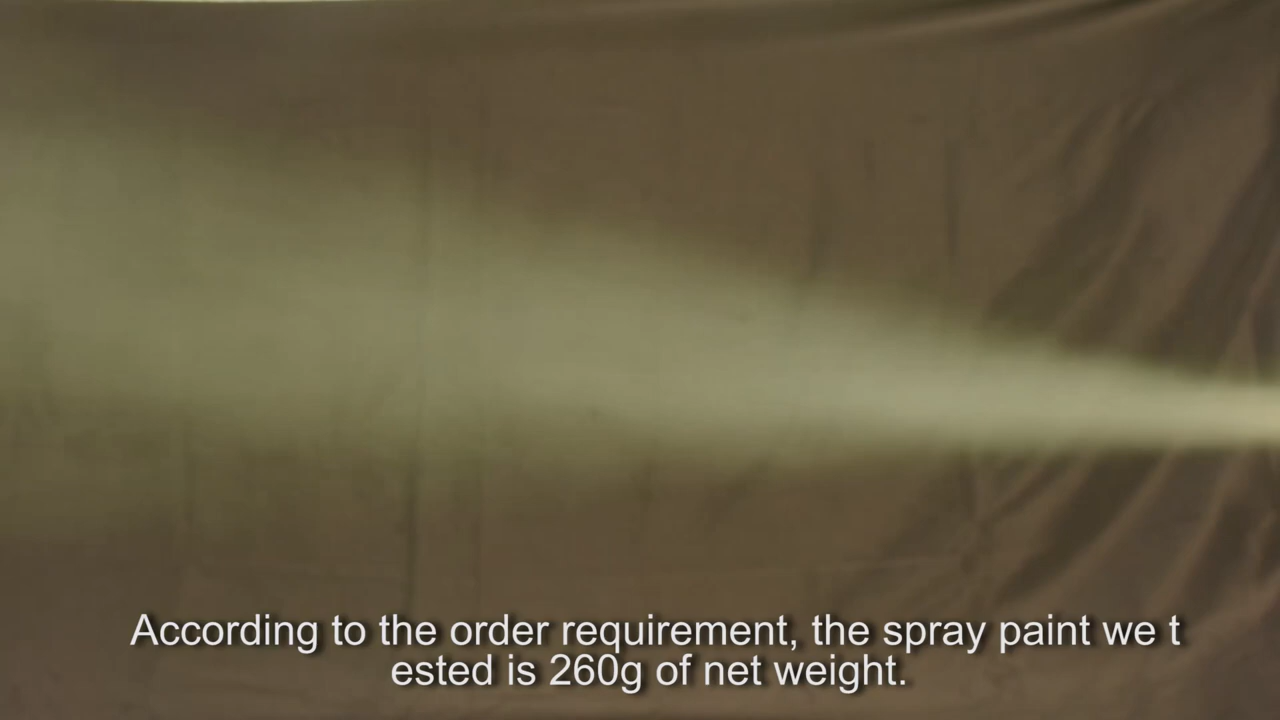 According to the order requirement, the spray paint we t
ested is 260g of net weight.